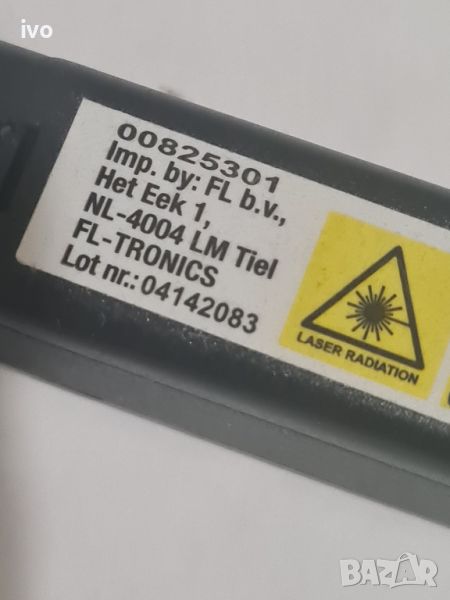 ivo
00825301
Imp. by: FL b.v.,
Het Eek 1,
NL-4004 LM Tiel
FL-TRONICS
Lot nr.: 04142083
LASER RADIATION
BAZAR